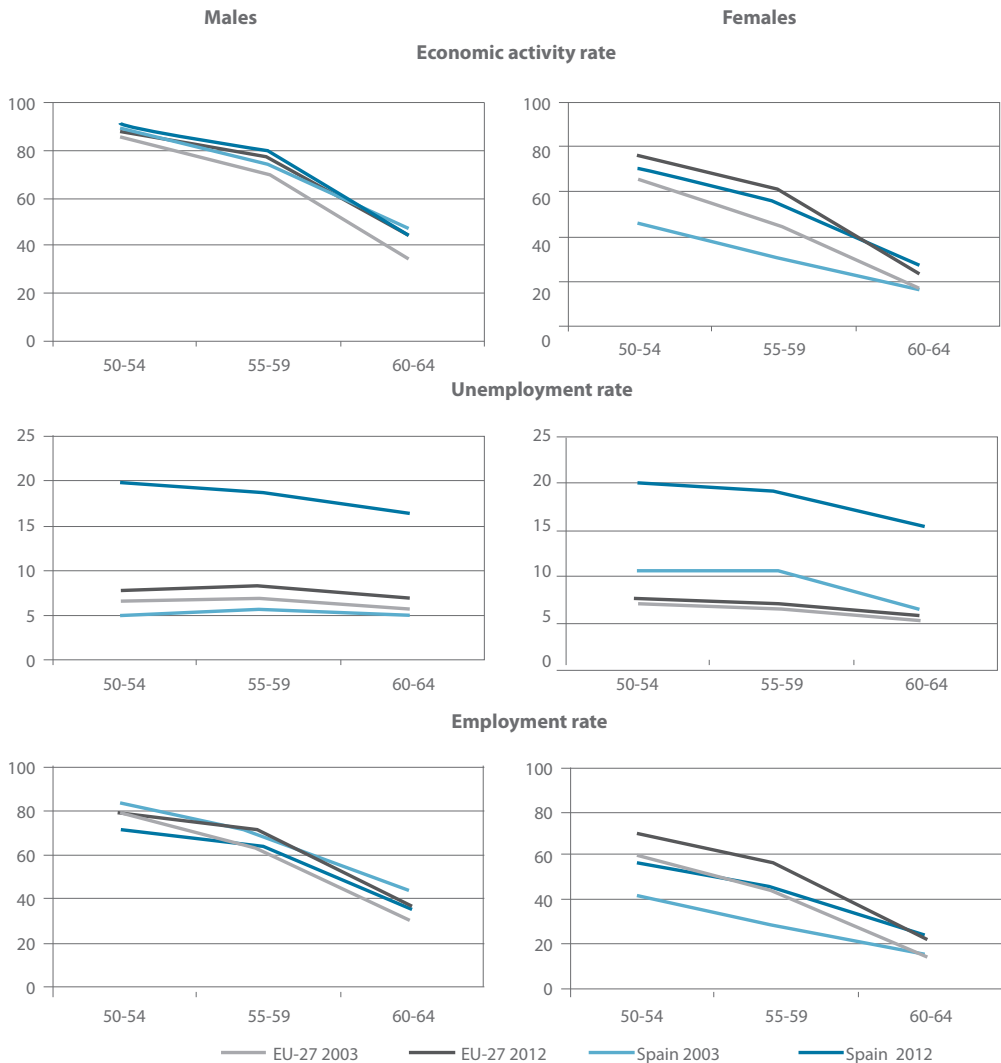 Males Females
Economic activity rate
100 100
80 80
60 60
40 40
20 20
0 0
50-54 55-59 60-64 50-54 55-59 60-64
Unemployment rate
25 25
20 20
15 15
10 10
5 5
0 0
50-54 55-59 60-64 50-54 55-59 60-64
Employment rate
100 100
80 80
60 60
40 40
20 20
0 0
50-54 55-59 60-64 50-54 55-59 60-64
EU-27 2003 EU-27 2012 Spain 2003 Spain 2012